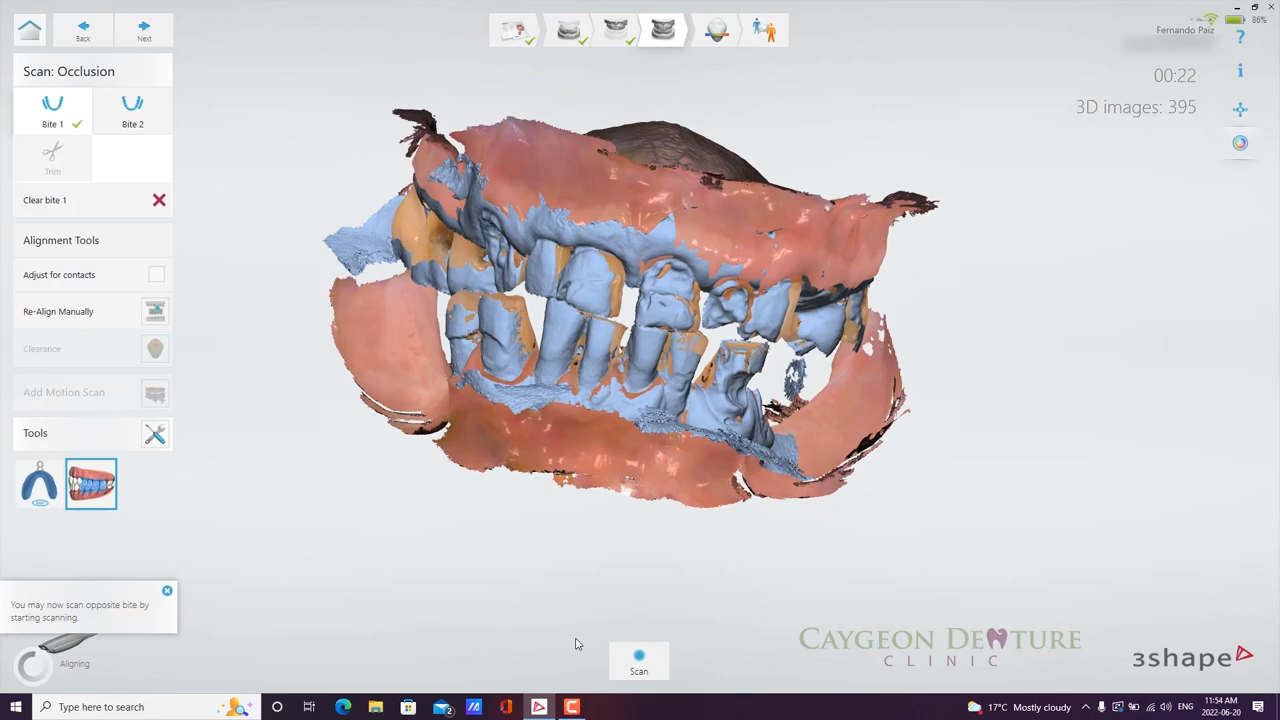 Back
Next
Fernando Paiz
86%
?
i
00:22
3D images: 395
Scan: Occlusion
Bite 1
Bite 2
Trim
Clear bite 1
Alignment Tools
Adjust for contacts
Re-Align Manually
Clearance
Add Motion Scan
Tools
You may now scan opposite bite by
starting scanning.
Aligning
Scan
CAYGEON DENTURE
CLINIC
3shape
Type here to search
2
17°C Mostly cloudy
ENG
11:54 AM
2022-06-20